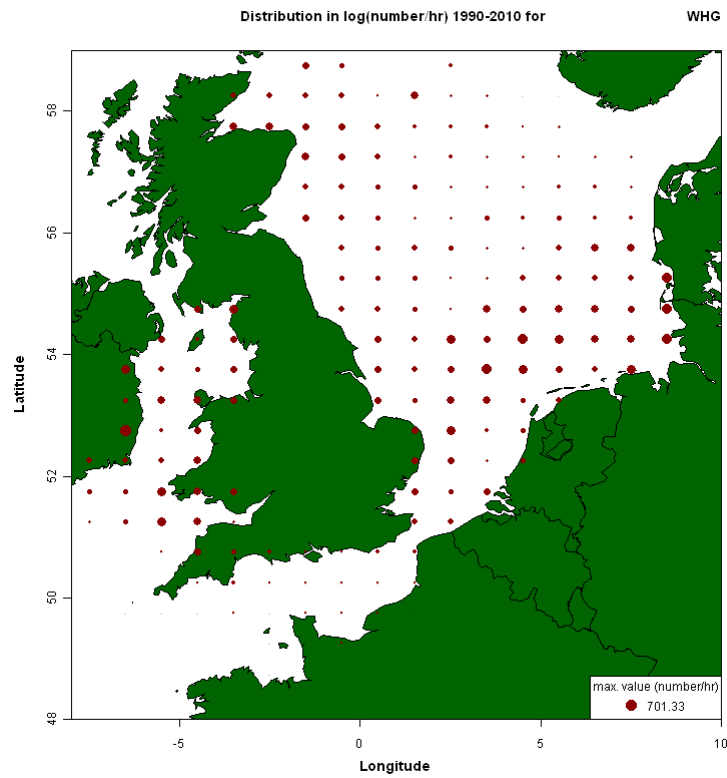 Distribution in log(number/hr) 1990-2010 for WHG
58
56
54
52
50
48
Latitude
-5 0 5 10
Longitude
max. value (number/hr)
701.33